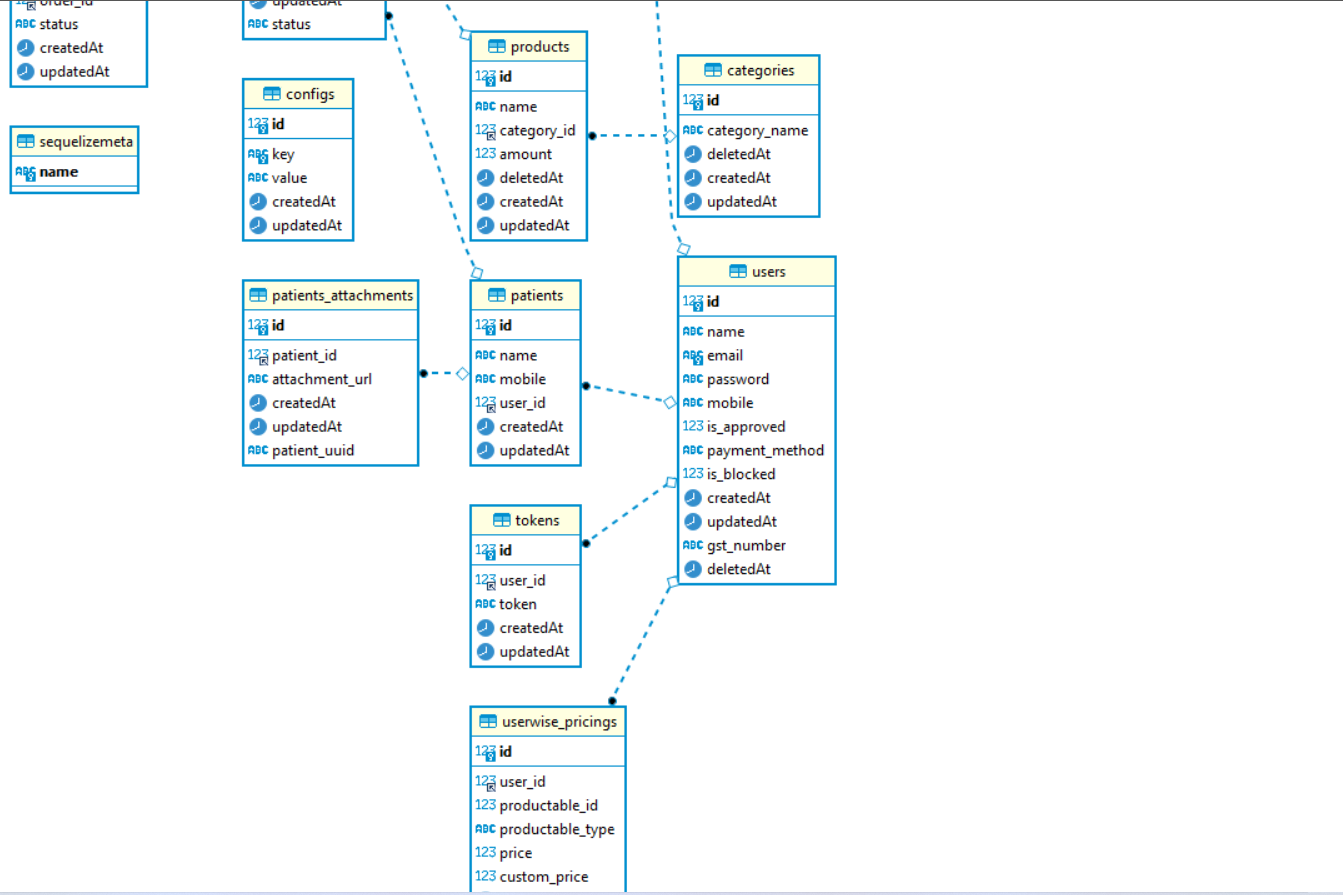 order_id
status
createdAt
updatedAt
sequelizemeta
name
updatedAt
status
configs
id
key
value
createdAt
updatedAt
patients_attachments
id
patient_id
attachment_url
createdAt
updatedAt
patient_uuid
products
id
name
category_id
amount
deletedAt
createdAt
updatedAt
patients
id
name
mobile
user_id
createdAt
updatedAt
tokens
id
user_id
token
createdAt
updatedAt
userwise_pricings
id
user_id
productable_id
productable_type
price
custom_price
categories
id
category_name
deletedAt
createdAt
updatedAt
users
id
name
email
password
mobile
is_approved
payment_method
is_blocked
createdAt
updatedAt
gst_number
deletedAt